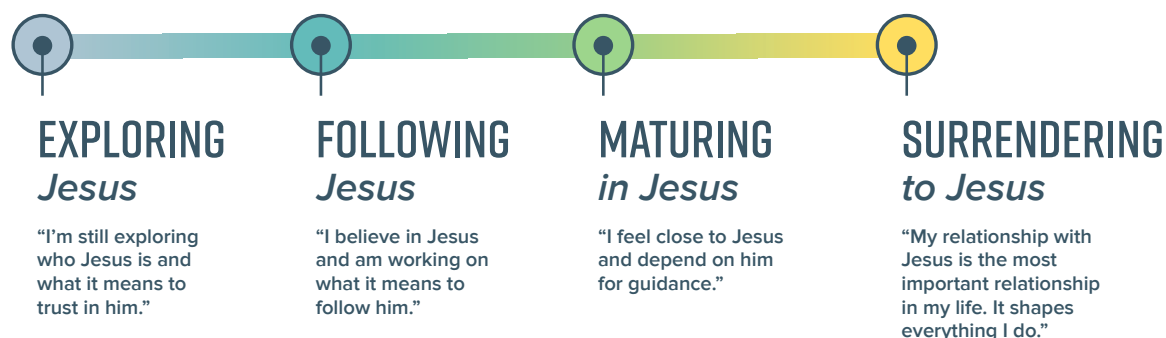 EXPLORING
Jesus
“I’m still exploring
who Jesus is and
what it means to
trust in him.”
FOLLOWING
Jesus
“I believe in Jesus
and am working on
what it means to
follow him.”
MATURING
in Jesus
“I feel close to Jesus
and depend on him
for guidance.”
SURRENDERING
to Jesus
“My relationship with
Jesus is the most
important relationship
in my life. It shapes
everything I do.”